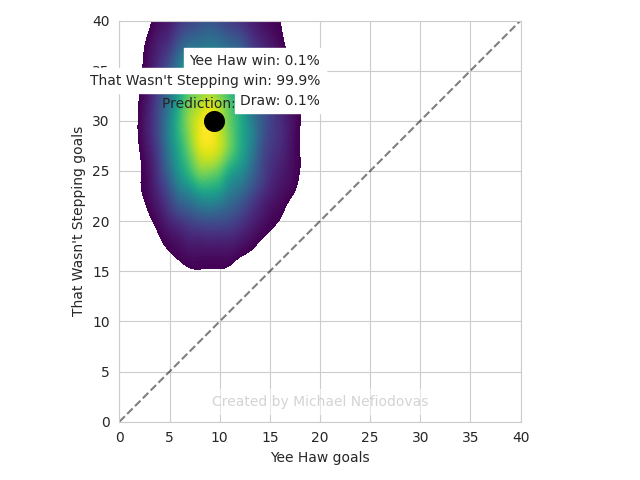 40
35
30
25
20
15
10
5
0
That Wasn't Stepping goals
Yee Haw win: 0.1%
That Wasn't Stepping win: 99.9%
Prediction:
Draw: 0.1%
Created by Michael Nefiodovas
0 5 10 15 20 25 30 35 40
Yee Haw goals